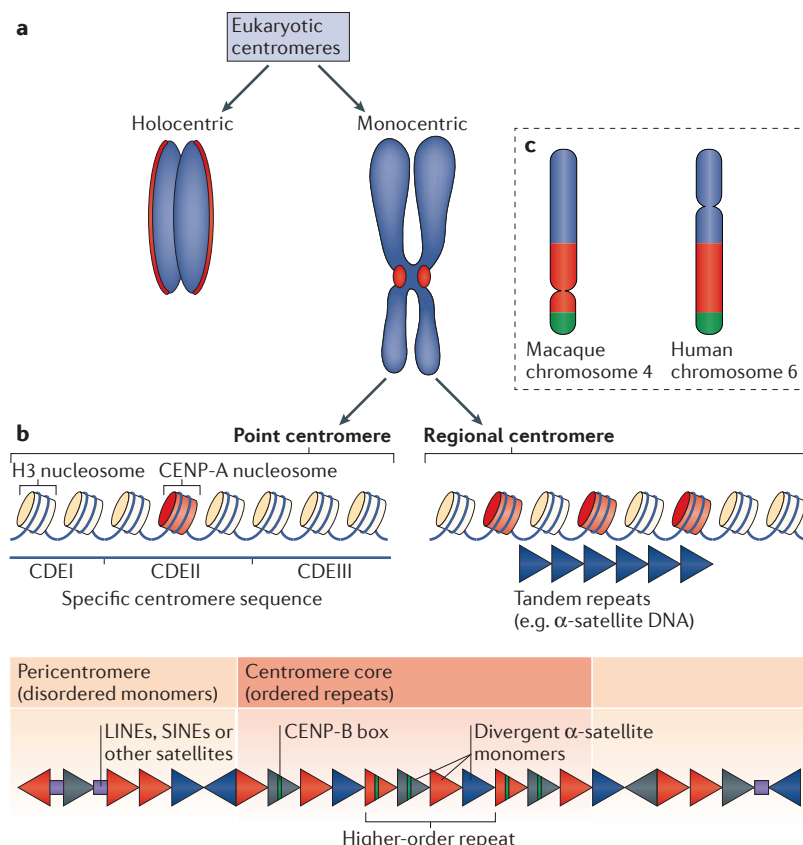 a
Eukaryotic
centromeres
Holocentric
Monocentric
c
Macaque
chromosome 4
Human
chromosome 6
b
Point centromere
Regional centromere
H3 nucleosome
CENP-A nucleosome
CDEI
CDEII
CDEIII
Specific centromere sequence
Tandem repeats
(e.g. α-satellite DNA)
Pericentromere
(disordered monomers)
Centromere core
(ordered repeats)
LINEs, SINEs or
other satellites
CENP-B box
Divergent α-satellite
monomers
Higher-order repeat